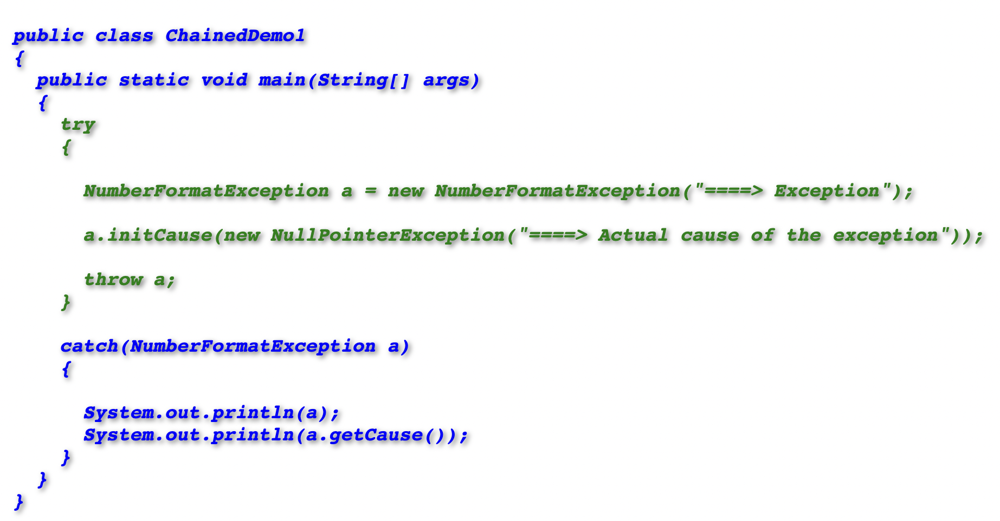 public class ChainedDemo1
{
  public static void main(String[] args)
  {
    try
    {
      NumberFormatException a = new NumberFormatException("====> Exception");
      a.initCause(new NullPointerException("====> Actual cause of the exception"));
      throw a;
    }
    catch(NumberFormatException a)
    {
      System.out.println(a);
      System.out.println(a.getCause());
    }
  }
}